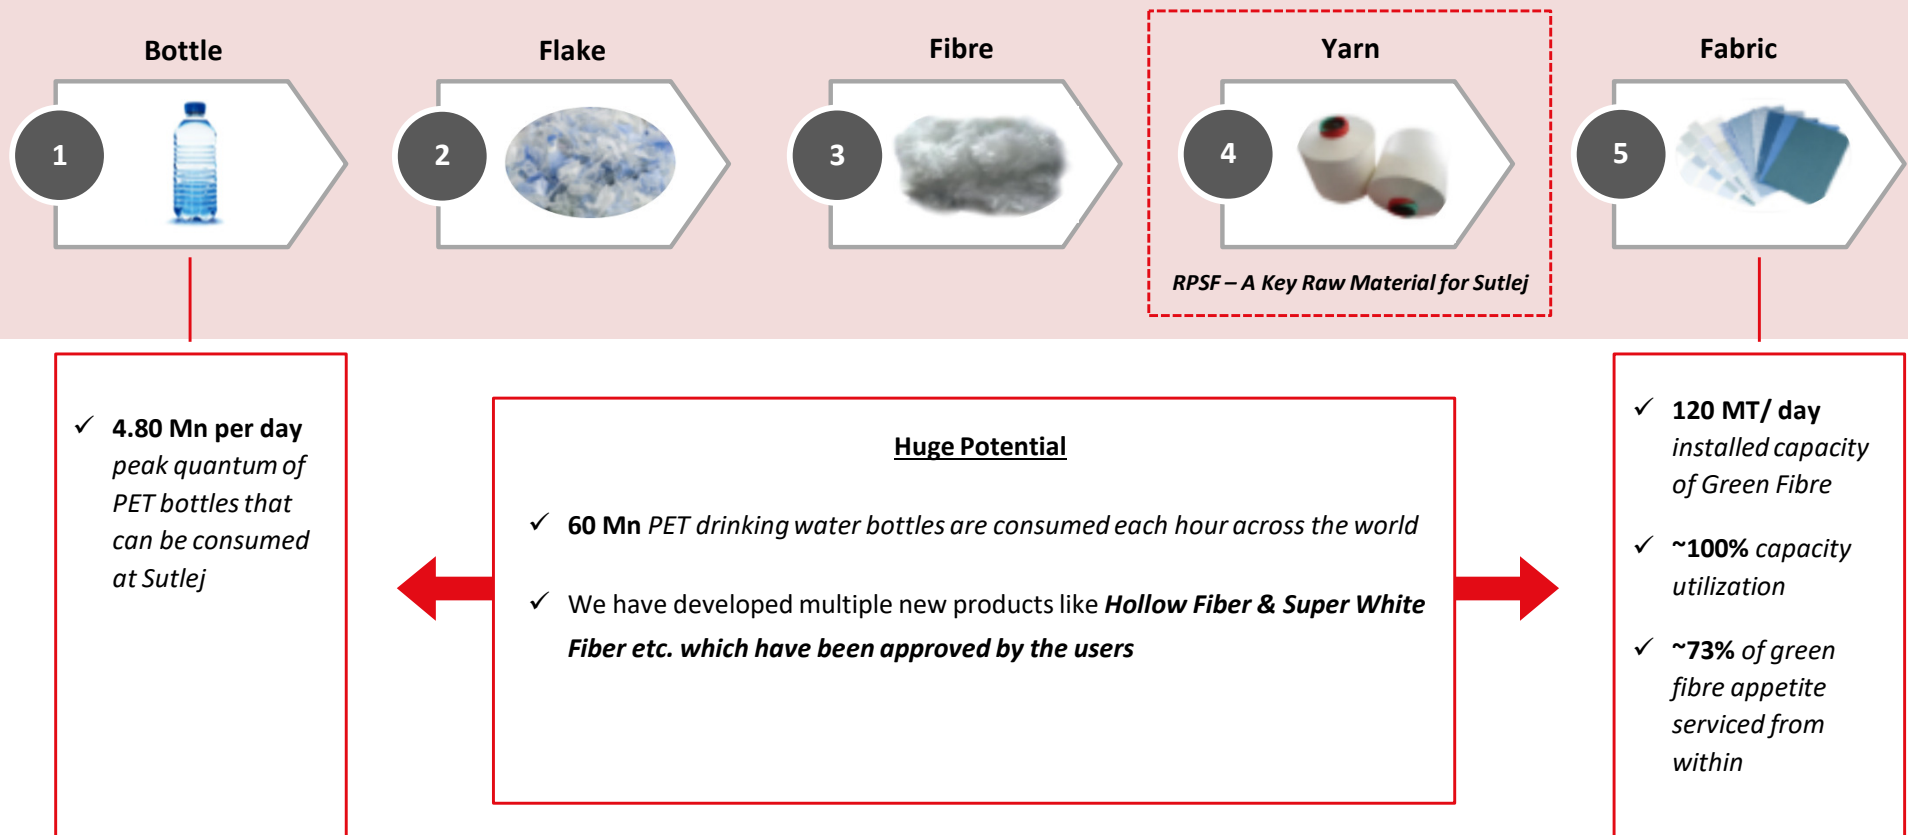 Bottle
Flake
Fibre
Yarn
Fabric
1
2
3
4
5
RPSF – A Key Raw Material for Sutlej
✓ 4.80 Mn per day
peak quantum of
PET bottles that
can be consumed
at Sutlej
Huge Potential
✓ 60 Mn PET drinking water bottles are consumed each hour across the world
✓ We have developed multiple new products like Hollow Fiber & Super White
Fiber etc. which have been approved by the users
✓ 120 MT/ day
installed capacity
of Green Fibre
✓ ~100% capacity
utilization
✓ ~73% of green
fibre appetite
serviced from
within